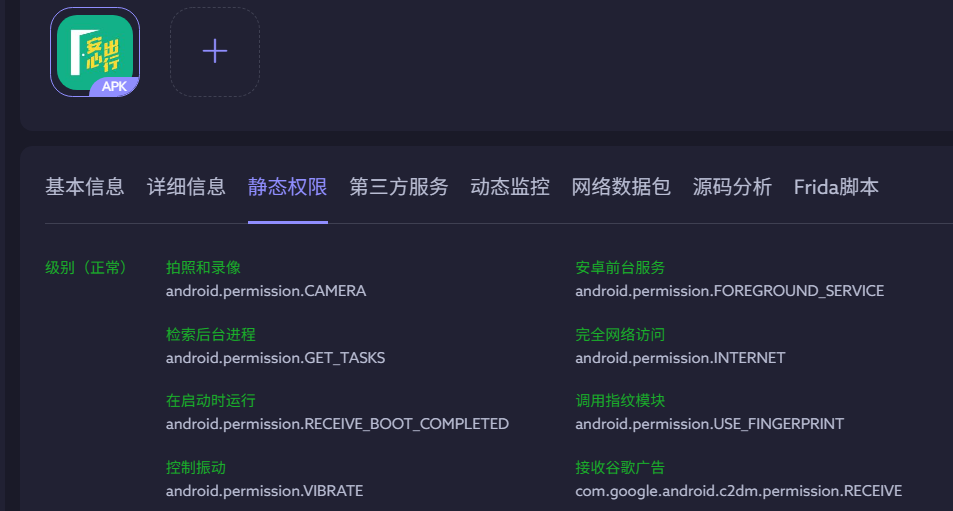 安心出行
APK
基本信息 详细信息 静态权限 第三方服务 动态监控 网络数据包 源码分析 Frida脚本
级别（正常） 拍照和录像 安卓前台服务
android.permission.CAMERA android.permission.FOREGROUND_SERVICE
检索后台进程 完全网络访问
android.permission.GET_TASKS android.permission.INTERNET
在启动时运行 调用指纹模块
android.permission.RECEIVE_BOOT_COMPLETED android.permission.USE_FINGERPRINT
控制振动 接收谷歌广告
android.permission.VIBRATE com.google.android.c2dm.permission.RECEIVE